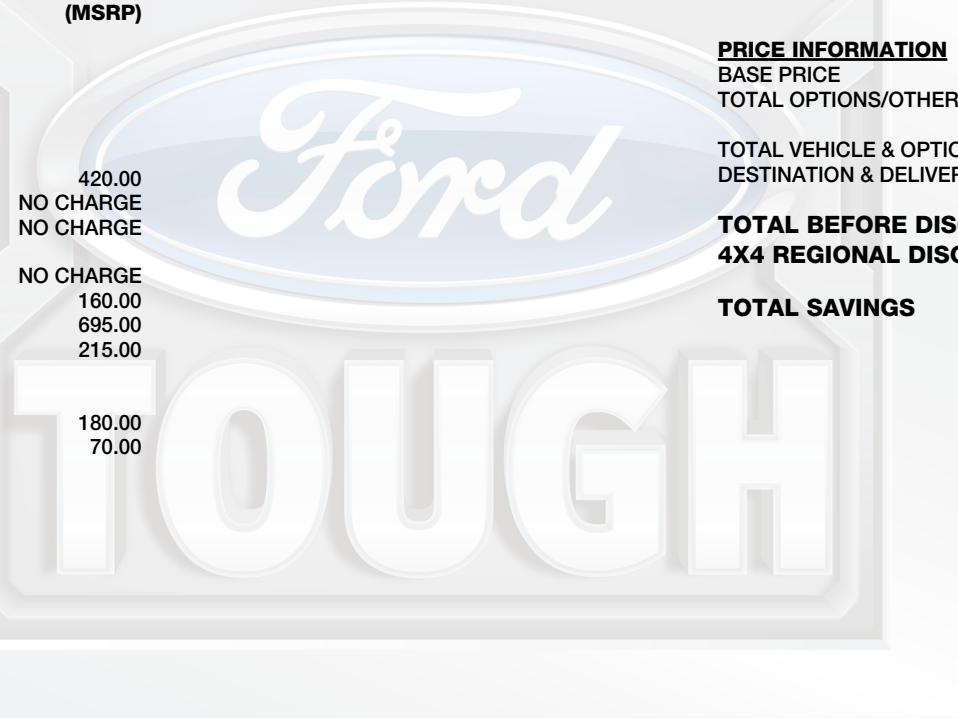 (MSRP)
420.00
NO CHARGE
NO CHARGE
NO CHARGE
160.00
695.00
215.00
180.00
70.00
PRICE INFORMATION
BASE PRICE
TOTAL OPTIONS/OTHER
TOTAL VEHICLE & OPTIO
DESTINATION & DELIVER
TOTAL BEFORE DISC
4X4 REGIONAL DISC
TOTAL SAVINGS
Ford
TOUGH